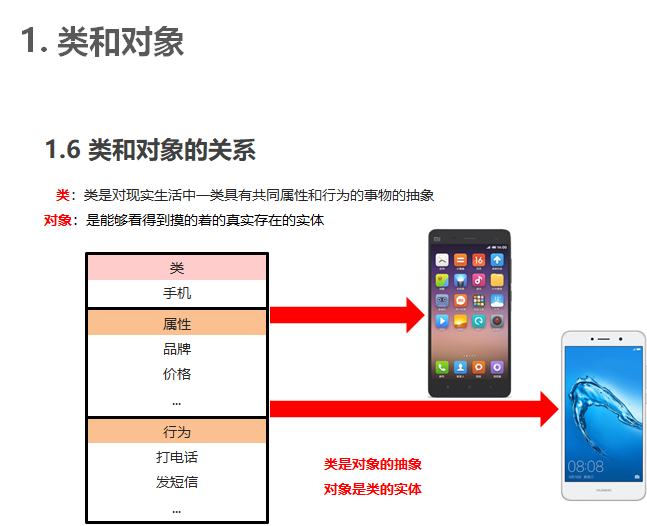 1. 类和对象
1.6 类和对象的关系
类：类是对现实生活中一类具有共同属性和行为的事物的抽象
对象：是能够看得到摸的着的真实存在的实体
类
手机
属性
品牌
价格
...
行为
打电话
发短信
...
类是对象的抽象
对象是类的实体
08:08
HUAWEI